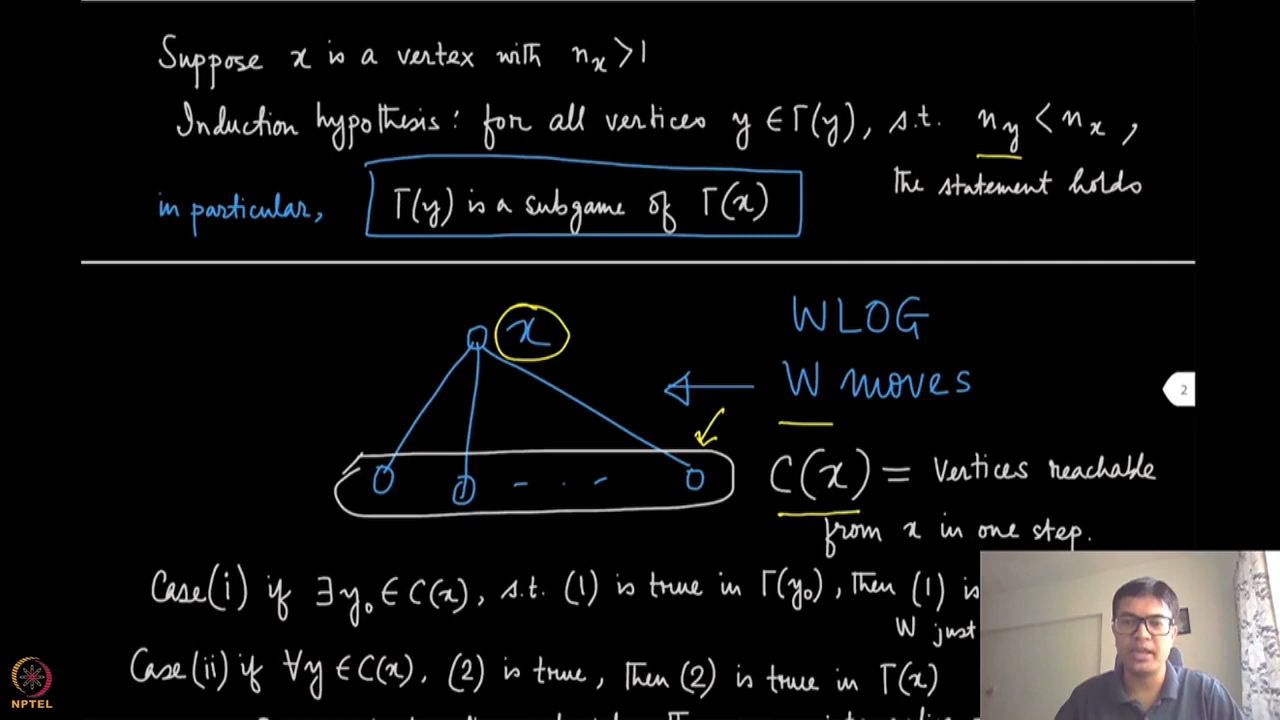 Suppose x is a vertex with n_x > 1
Induction hypothesis: for all vertices y ∈ Γ(y), s.t. n_y < n_x,
the statement holds
in particular, Γ(y) is a subgame of Γ(x)
x
WLOG
W moves
C(x) = Vertices reachable
from x in one step.
Case(i) if ∃ y₀ ∈ C(x), s.t. (1) is true in Γ(y₀), Then (1) is
W just
Case(ii) if ∀y ∈ C(x), (2) is true, Then (2) is true in Γ(x)
2
NPTEL